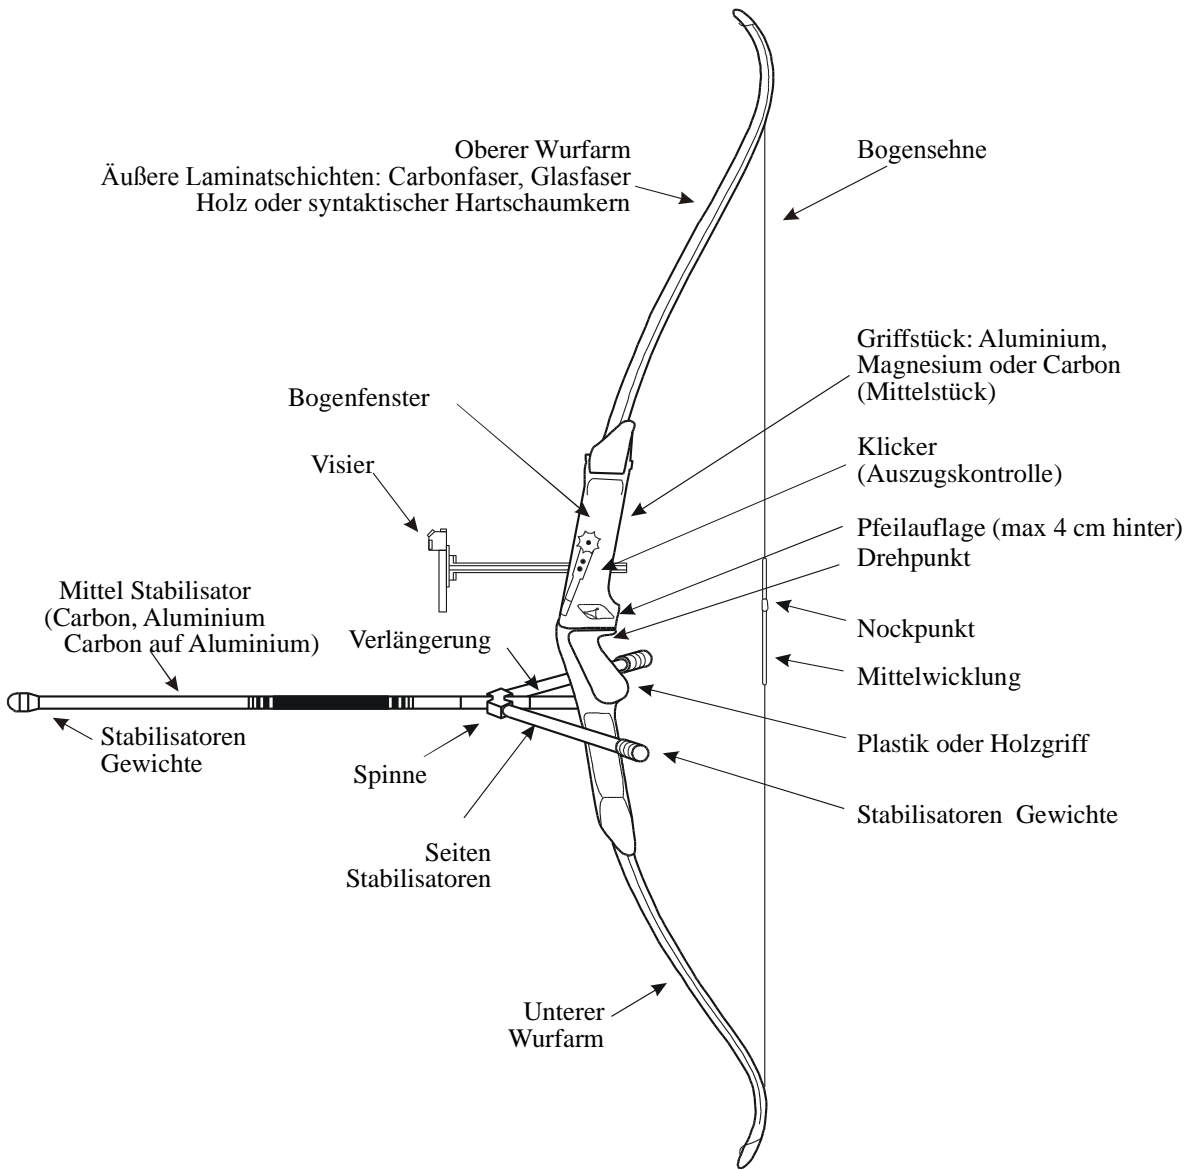 Oberer Wurfarm
Äußere Laminatschichten: Carbonfaser, Glasfaser
Holz oder syntaktischer Hartschaumkern
Bogensehne
Griffstück: Aluminium,
Magnesium oder Carbon
(Mittelstück)
Bogenfenster
Klicker
(Auszugskontrolle)
Visier
Pfeilauflage (max 4 cm hinter)
Drehpunkt
Mittel Stabilisator
(Carbon, Aluminium
Carbon auf Aluminium)
Verlängerung
Nockpunkt
Mittelwicklung
Stabilisatoren
Gewichte
Spinne
Plastik oder Holzgriff
Stabilisatoren Gewichte
Seiten
Stabilisatoren
Unterer
Wurfarm